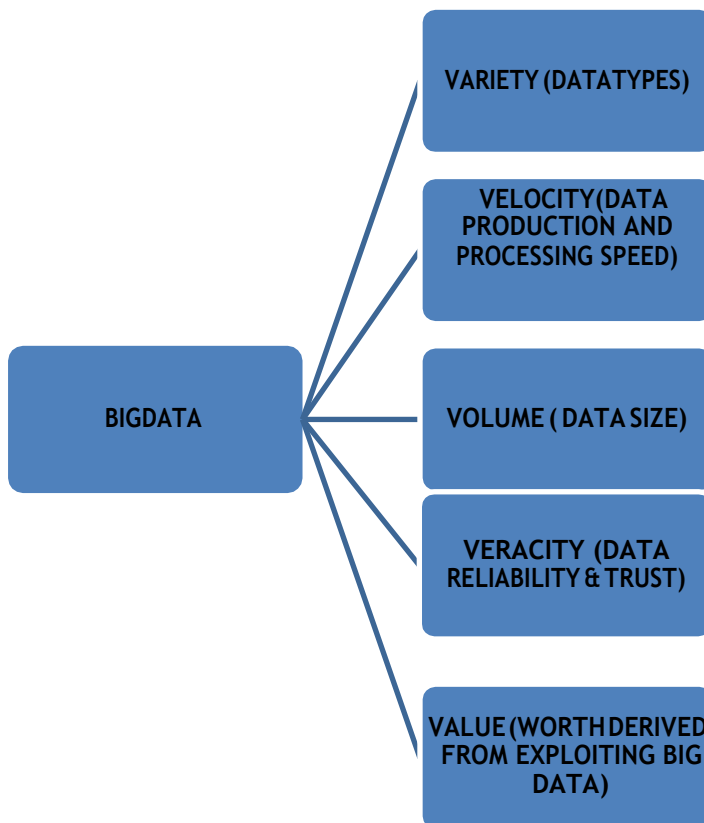 VARIETY (DATATYPES)
VELOCITY(DATA
PRODUCTION AND
PROCESSING SPEED)
BIGDATA
VOLUME ( DATA SIZE)
VERACITY (DATA
RELIABILITY & TRUST)
VALUE (WORTH DERIVED
FROM EXPLOITING BIG
DATA)